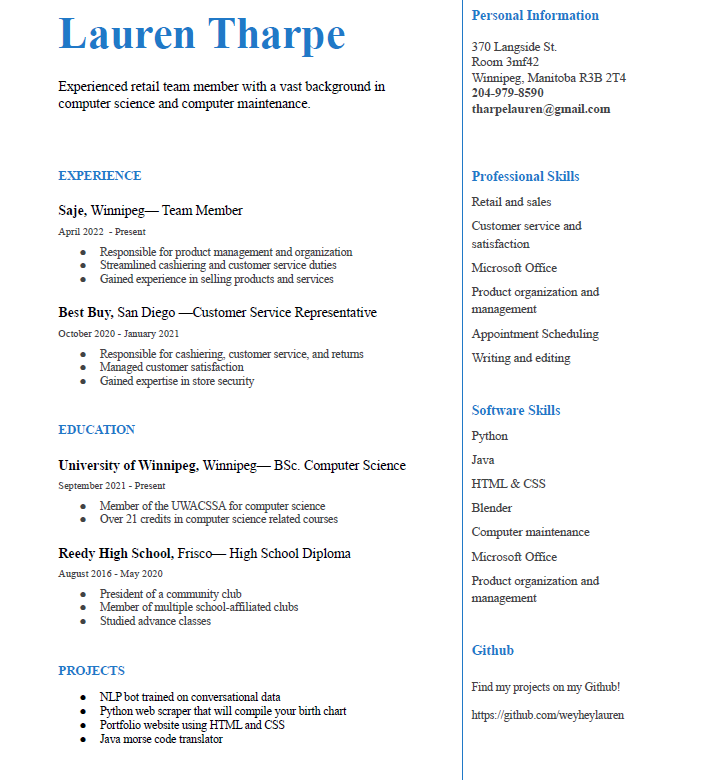 Lauren Tharpe
Experienced retail team member with a vast background in
computer science and computer maintenance.
EXPERIENCE
Saje, Winnipeg— Team Member
April 2022 - Present
● Responsible for product management and organization
● Streamlined cashiering and customer service duties
● Gained experience in selling products and services
Best Buy, San Diego —Customer Service Representative
October 2020 - January 2021
● Responsible for cashiering, customer service, and returns
● Managed customer satisfaction
● Gained expertise in store security
EDUCATION
University of Winnipeg, Winnipeg— BSc. Computer Science
September 2021 - Present
● Member of the UWACSSA for computer science
● Over 21 credits in computer science related courses
Reedy High School, Frisco— High School Diploma
August 2016 - May 2020
● President of a community club
● Member of multiple school-affiliated clubs
● Studied advance classes
PROJECTS
● NLP bot trained on conversational data
● Python web scraper that will compile your birth chart
● Portfolio website using HTML and CSS
● Java morse code translator
Personal Information
370 Langside St.
Room 3mf42
Winnipeg, Manitoba R3B 2T4
204-979-8590
tharpelauren@gmail.com
Professional Skills
Retail and sales
Customer service and
satisfaction
Microsoft Office
Product organization and
management
Appointment Scheduling
Writing and editing
Software Skills
Python
Java
HTML & CSS
Blender
Computer maintenance
Microsoft Office
Product organization and
management
Github
Find my projects on my Github!
https://github.com/weyheylauren